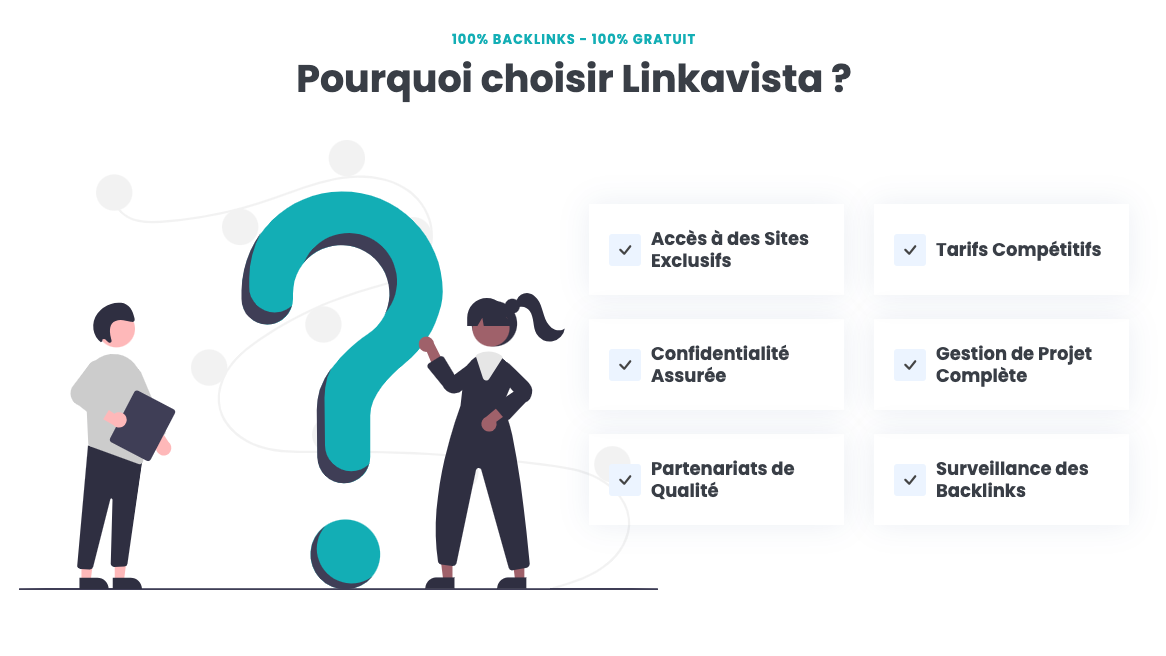 100% BACKLINKS - 100% GRATUIT
Pourquoi choisir Linkavista ?
Accès à des Sites
Exclusifs
Tarifs Compétitifs
Confidentialité
Assurée
Gestion de Projet
Complète
Partenariats de
Qualité
Surveillance des
Backlinks